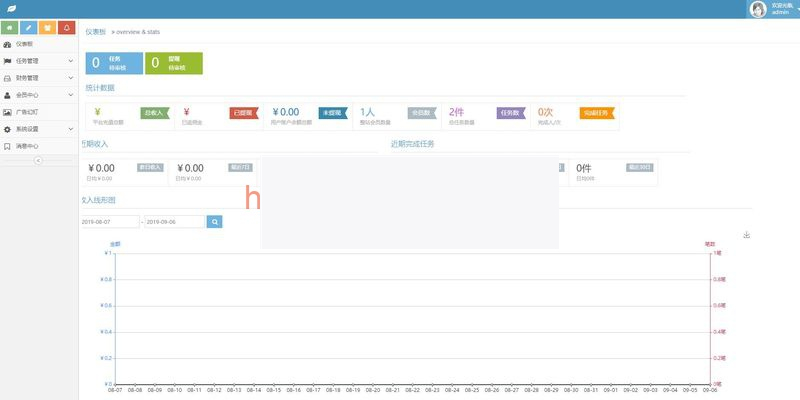 欢迎光临,
admin
仪表板 » overview & stats
仪表板
任务管理
财务管理
会员中心
广告幻灯
系统设置
消息中心
0 任务
待审核
0 提现
待审核
统计数据
¥ 总收入
平台充值总额
¥ 已提现
已返佣金
¥0.00 未提现
用户账户余额总额
1人 会员数
整站会员数量
2件 任务数
总任务数量
0次 完成任务
完成人/次
近期收入
近期完成任务
¥0.00 昨日收入
日均¥0.00
¥0.00 最近7日
日均¥0.00
0件 最近30日
日均0件
h
收入线形图
2019-08-07 - 2019-09-06
金额
笔数
¥1
¥0.8
¥0.6
¥0.4
¥0.2
¥0
1笔
0.8笔
0.6笔
0.4笔
0.2笔
0笔
08-07 08-08 08-09 08-10 08-11 08-12 08-13 08-14 08-15 08-16 08-17 08-18 08-19 08-20 08-21 08-22 08-23 08-24 08-25 08-26 08-27 08-28 08-29 08-30 08-31 09-01 09-02 09-03 09-04 09-05 09-06